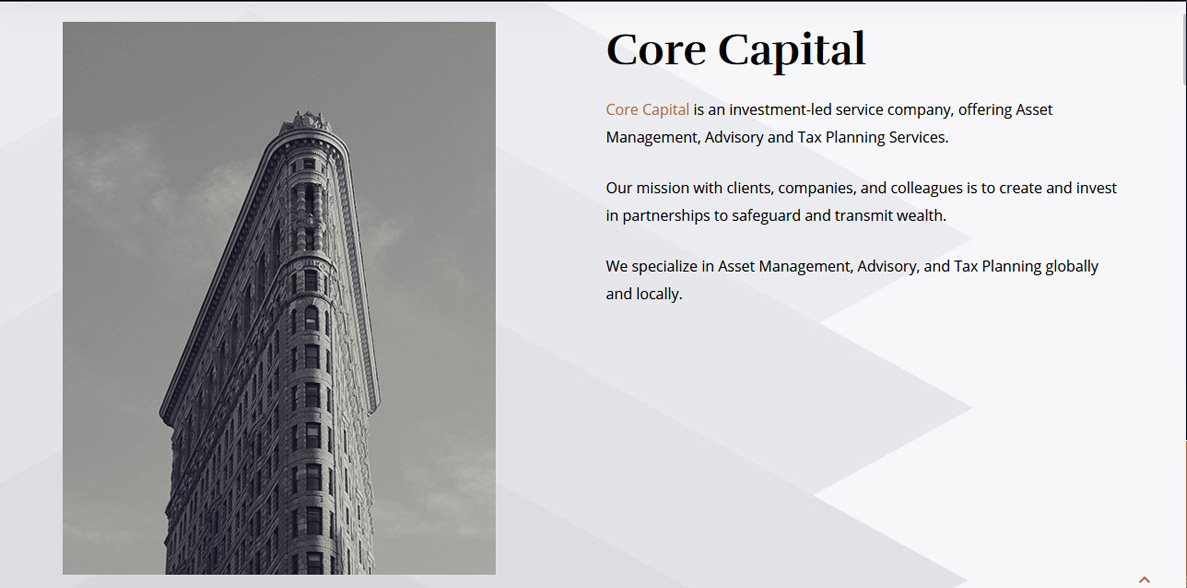 Core Capital
Core Capital is an investment-led service company, offering Asset
Management, Advisory and Tax Planning Services.
Our mission with clients, companies, and colleagues is to create and invest
in partnerships to safeguard and transmit wealth.
We specialize in Asset Management, Advisory, and Tax Planning globally
and locally.